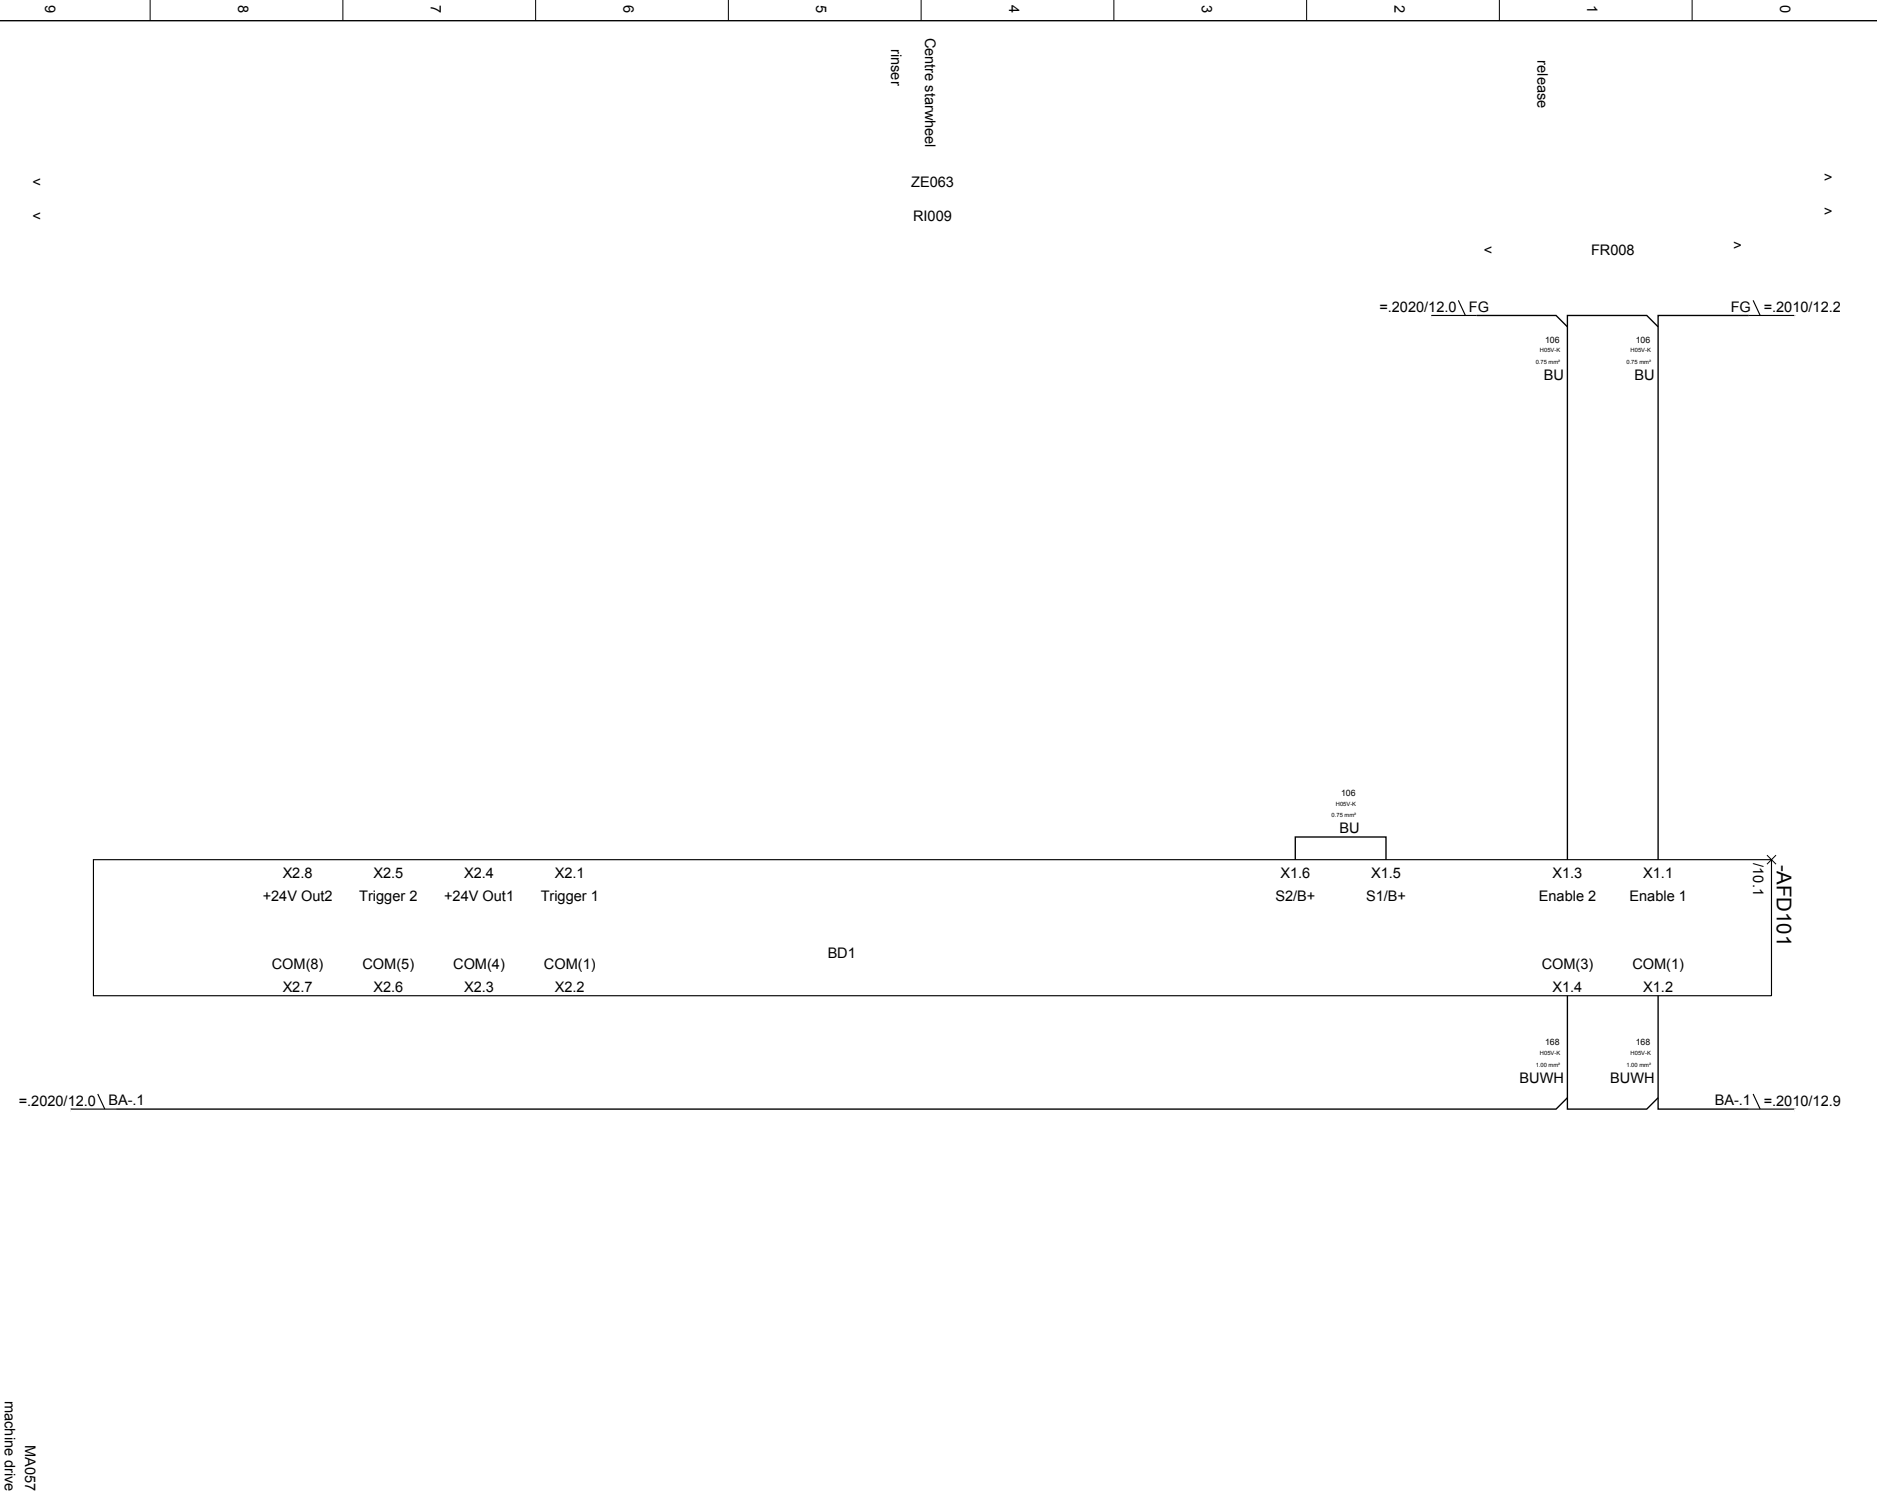 9 8 7 6 5 4 3 2 1 0
Centre starwheel
rinser
release
< ZE063 >
< RI009 >
< FR008 >
=.2020/12.0 \ FG FG \ =.2010/12.2
106 106
H05V-K H05V-K
0.75 mm² 0.75 mm²
BU BU
106
H05V-K
0.75 mm²
BU
-AFD101
/10.1
X2.8 X2.5 X2.4 X2.1 X1.6 X1.5 X1.3 X1.1
+24V Out2 Trigger 2 +24V Out1 Trigger 1 S2/B+ S1/B+ Enable 2 Enable 1
BD1
COM(8) COM(5) COM(4) COM(1) COM(3) COM(1)
X2.7 X2.6 X2.3 X2.2 X1.4 X1.2
168 168
H05V-K H05V-K
1.00 mm² 1.00 mm²
BUWH BUWH
=.2020/12.0 \ BA-.1 BA-.1 \ =.2010/12.9
MA057
machine drive